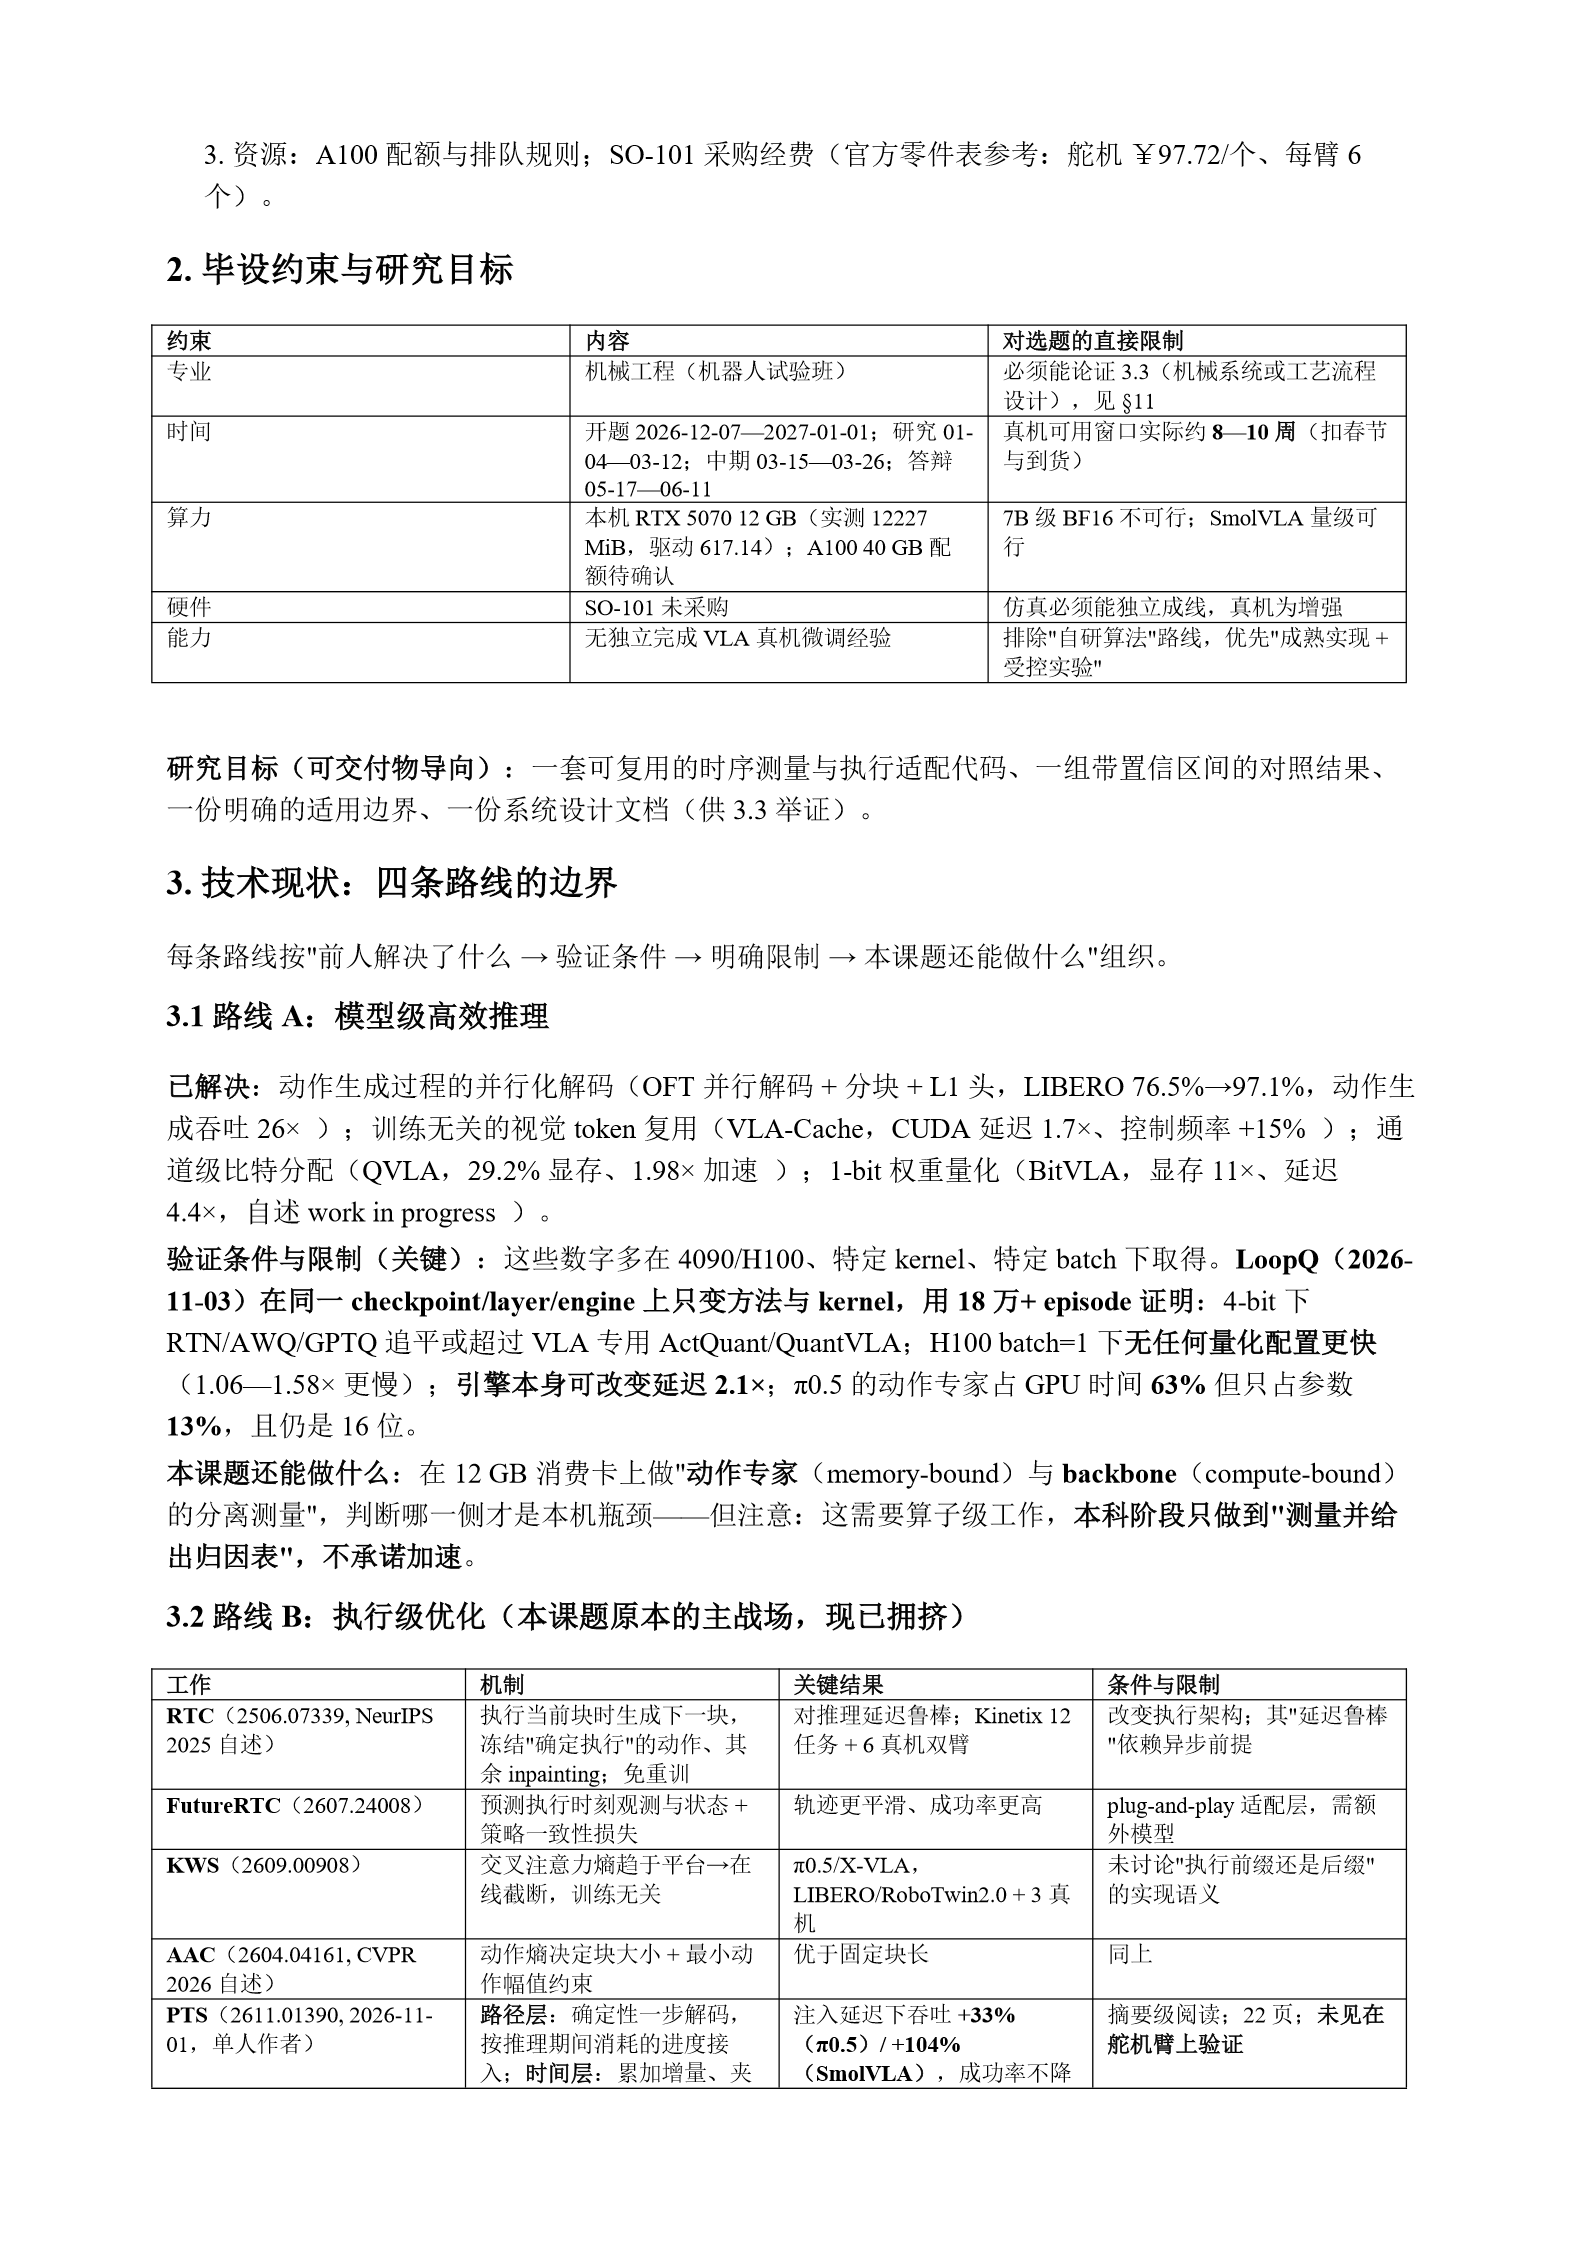 3. 资源：A100 配额与排队规则；SO-101 采购经费（官方零件表参考：舵机 ￥97.72/个、每臂 6
个）。
2. 毕设约束与研究目标
约束
内容
对选题的直接限制
专业
机械工程（机器人试验班）
必须能论证 3.3（机械系统或工艺流程
设计），见 §11
时间
开题 2026-12-07—2027-01-01；研究 01-
04—03-12；中期 03-15—03-26；答辩
05-17—06-11
真机可用窗口实际约 8—10 周（扣春节
与到货）
算力
本机 RTX 5070 12 GB（实测 12227
MiB，驱动 617.14）；A100 40 GB 配
额待确认
7B 级 BF16 不可行；SmolVLA 量级可
行
硬件
SO-101 未采购
仿真必须能独立成线，真机为增强
能力
无独立完成 VLA 真机微调经验
排除"自研算法"路线，优先"成熟实现 +
受控实验"
研究目标（可交付物导向）：一套可复用的时序测量与执行适配代码、一组带置信区间的对照结果、
一份明确的适用边界、一份系统设计文档（供 3.3 举证）。
3. 技术现状：四条路线的边界
每条路线按"前人解决了什么 → 验证条件 → 明确限制 → 本课题还能做什么"组织。
3.1 路线 A：模型级高效推理
已解决：动作生成过程的并行化解码（OFT 并行解码 + 分块 + L1 头，LIBERO 76.5%→97.1%，动作生
成吞吐 26× ）；训练无关的视觉 token 复用（VLA-Cache，CUDA 延迟 1.7×、控制频率 +15% ）；通
道级比特分配（QVLA，29.2% 显存、1.98× 加速 ）；1-bit 权重量化（BitVLA，显存 11×、延迟
4.4×，自述 work in progress ）。
验证条件与限制（关键）：这些数字多在 4090/H100、特定 kernel、特定 batch 下取得。LoopQ（2026-
11-03）在同一 checkpoint/layer/engine 上只变方法与 kernel，用 18 万+ episode 证明：4-bit 下
RTN/AWQ/GPTQ 追平或超过 VLA 专用 ActQuant/QuantVLA；H100 batch=1 下无任何量化配置更快
（1.06—1.58× 更慢）；引擎本身可改变延迟 2.1×；π0.5 的动作专家占 GPU 时间 63% 但只占参数
13%，且仍是 16 位。
本课题还能做什么：在 12 GB 消费卡上做"动作专家（memory-bound）与 backbone（compute-bound）
的分离测量"，判断哪一侧才是本机瓶颈——但注意：这需要算子级工作，本科阶段只做到"测量并给
出归因表"，不承诺加速。
3.2 路线 B：执行级优化（本课题原本的主战场，现已拥挤）
工作
机制
关键结果
条件与限制
RTC（2506.07339, NeurIPS
2025 自述）
执行当前块时生成下一块，
冻结"确定执行"的动作、其
余 inpainting；免重训
对推理延迟鲁棒；Kinetix 12
任务 + 6 真机双臂
改变执行架构；其"延迟鲁棒
"依赖异步前提
FutureRTC（2607.24008）
预测执行时刻观测与状态 +
策略一致性损失
轨迹更平滑、成功率更高
plug-and-play 适配层，需额
外模型
KWS（2609.00908）
交叉注意力熵趋于平台→在
线截断，训练无关
π0.5/X-VLA，
LIBERO/RoboTwin2.0 + 3 真
机
未讨论"执行前缀还是后缀"
的实现语义
AAC（2604.04161, CVPR
2026 自述）
动作熵决定块大小 + 最小动
作幅值约束
优于固定块长
同上
PTS（2611.01390, 2026-11-
01，单人作者）
路径层：确定性一步解码，
按推理期间消耗的进度接
入；时间层：累加增量、夹
注入延迟下吞吐 +33%
（π0.5）/ +104%
（SmolVLA），成功率不降
摘要级阅读；22 页；未见在
舵机臂上验证